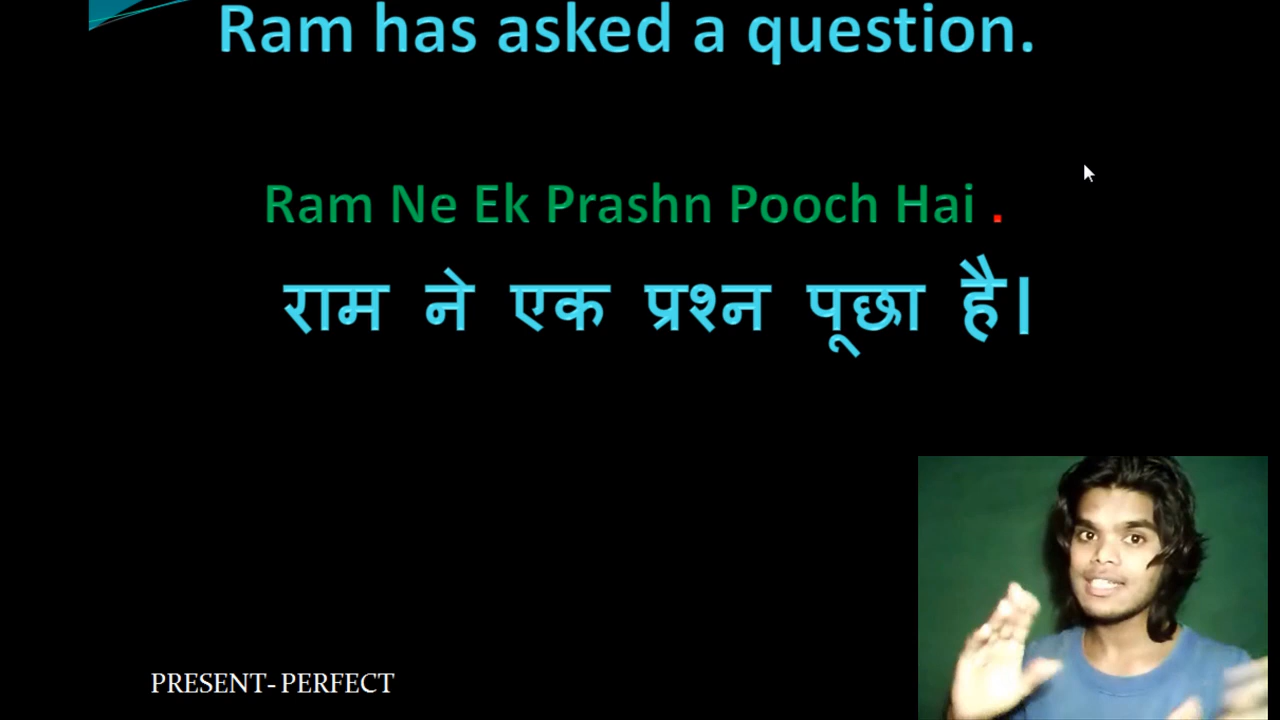 Ram has asked a question.
Ram Ne Ek Prashn Pooch Hai .
राम ने एक प्रश्न पूछा है|
PRESENT- PERFECT